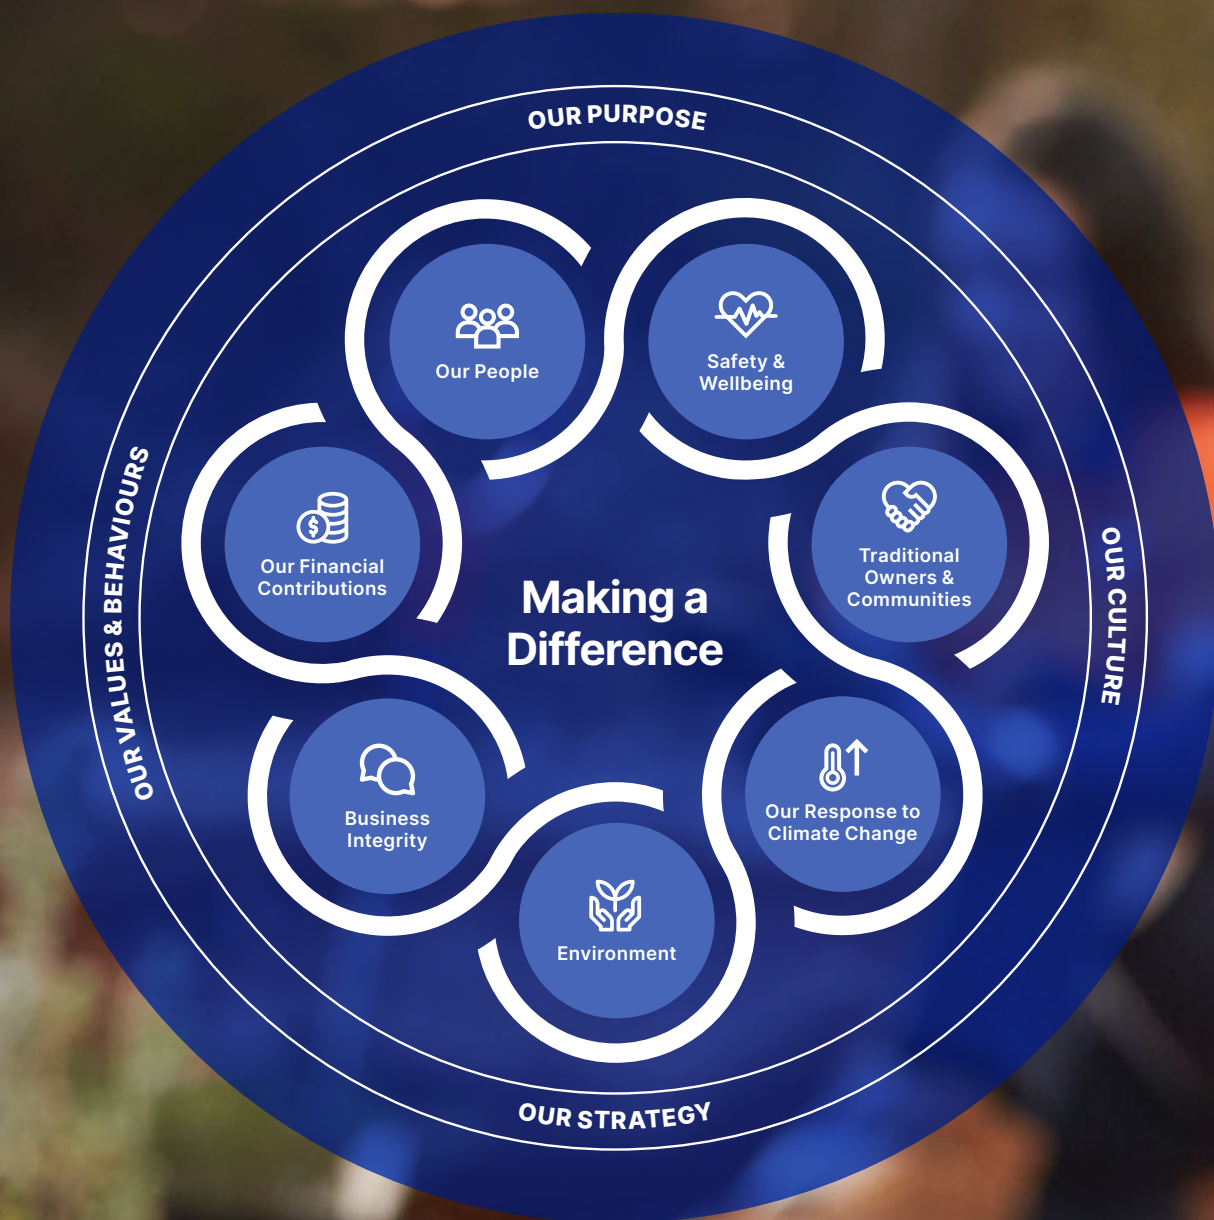 OUR PURPOSE
Our People
Safety &
Wellbeing
Our Financial
Contributions
Traditional
Owners &
Communities
OUR VALUES & BEHAVIOURS
Making a
Difference
OUR CULTURE
Business
Integrity
Our Response to
Climate Change
Environment
OUR STRATEGY
$